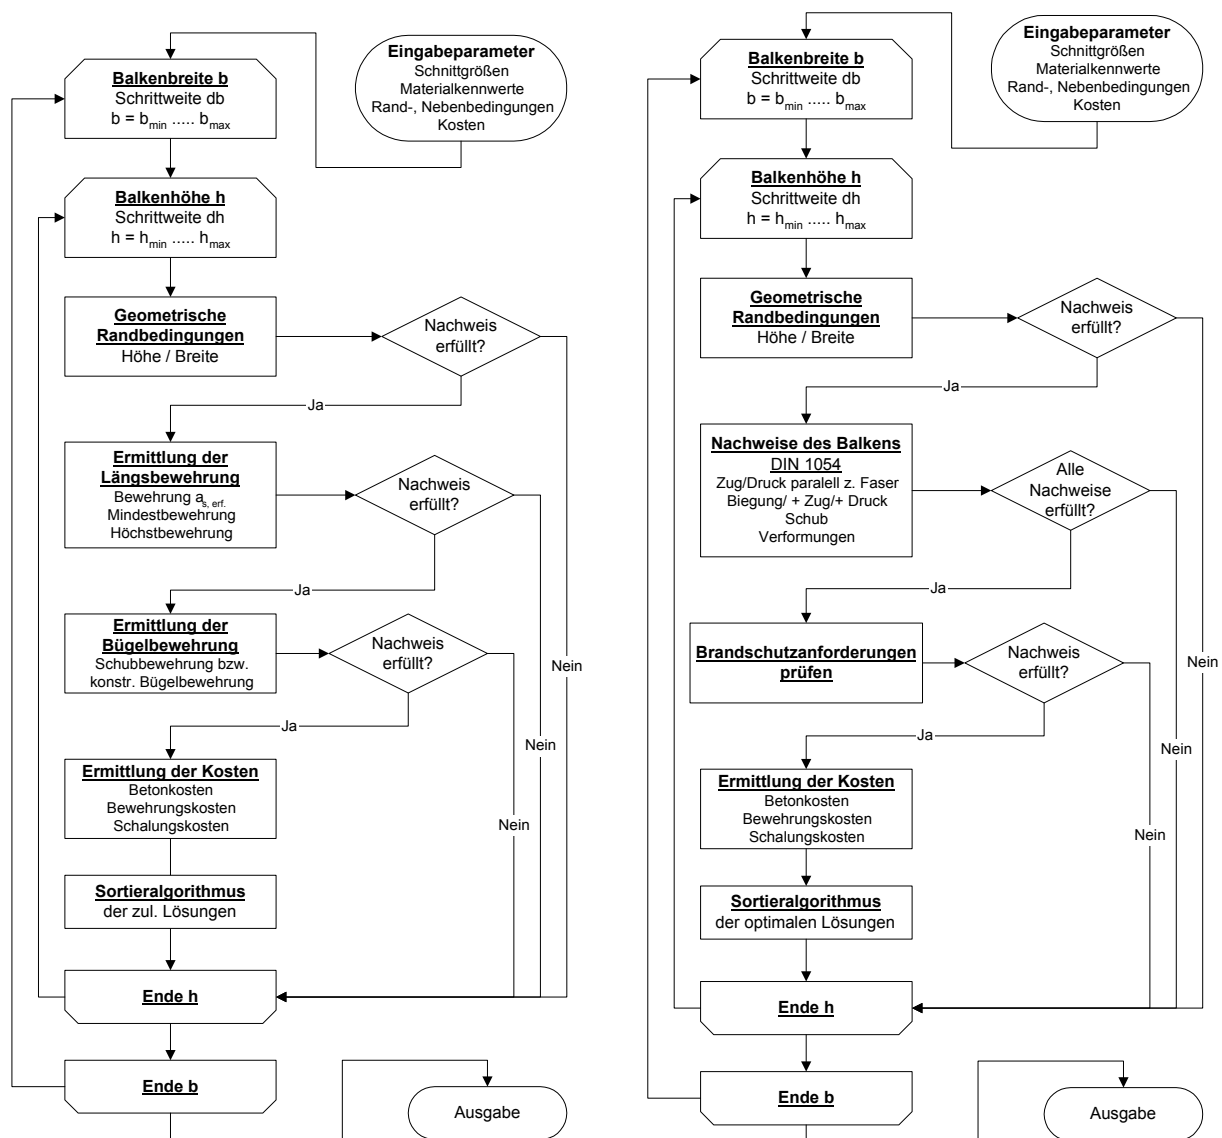 Eingabeparameter
Schnittgrößen
Materialkennwerte
Rand-, Nebenbedingungen
Kosten
Balkenbreite b
Schrittweite db
b = bmin ..... bmax
Balkenhöhe h
Schrittweite dh
h = hmin ..... hmax
Geometrische
Randbedingungen
Höhe / Breite
Nachweis
erfüllt?
Ja
Ermittlung der
Längsbewehrung
Bewehrung as, erf.
Mindestbewehrung
Höchstbewehrung
Nachweis
erfüllt?
Ja
Ermittlung der
Bügelbewehrung
Schubbewehrung bzw.
konstr. Bügelbewehrung
Nachweis
erfüllt?
Nein
Ja
Nein
Ermittlung der Kosten
Betonkosten
Bewehrungskosten
Schalungskosten
Nein
Sortieralgorithmus
der zul. Lösungen
Ende h
Ende b
Ausgabe
Eingabeparameter
Schnittgrößen
Materialkennwerte
Rand-, Nebenbedingungen
Kosten
Balkenbreite b
Schrittweite db
b = bmin ..... bmax
Balkenhöhe h
Schrittweite dh
h = hmin ..... hmax
Geometrische
Randbedingungen
Höhe / Breite
Nachweis
erfüllt?
Ja
Nachweise des Balkens
DIN 1054
Zug/Druck paralell z. Faser
Biegung/ + Zug/+ Druck
Schub
Verformungen
Alle
Nachweise
erfüllt?
Ja
Brandschutzanforderungen
prüfen
Nachweis
erfüllt?
Nein
Ja
Nein
Ermittlung der Kosten
Betonkosten
Bewehrungskosten
Schalungskosten
Nein
Sortieralgorithmus
der optimalen Lösungen
Ende h
Ende b
Ausgabe